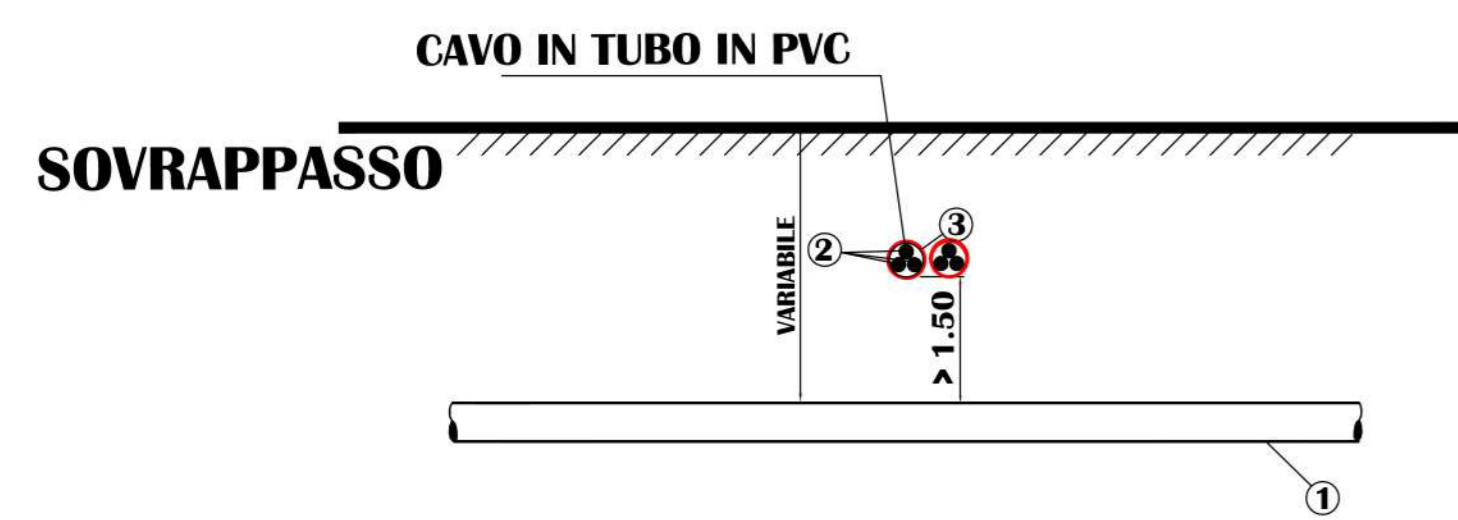 CAVO IN TUBO IN PVC
SOVRAPPASSO
VARIABILE
2
3
> 1.50
1